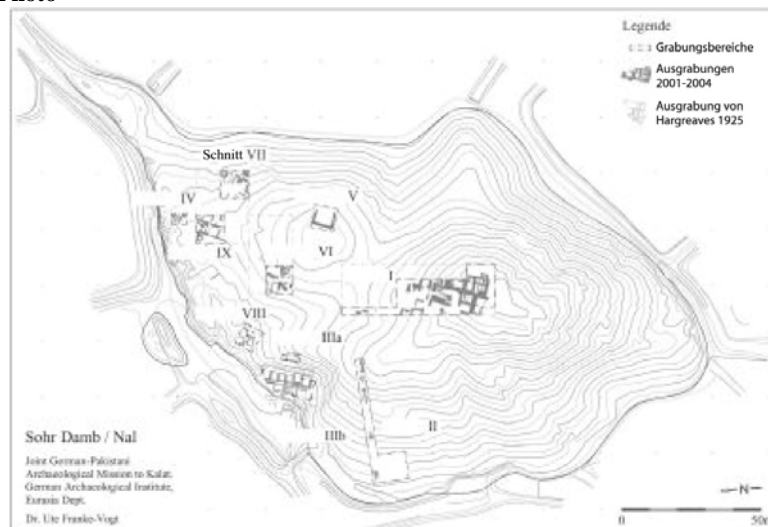 Legende
Grabungsbereiche
Ausgrabungen
2001-2004
Ausgrabung von
Hargreaves 1925
Schnitt VII
IV
V
IX
VI
I
VIII
IIIa
IIIb
II
Sohr Damb / Nal
Joint German-Pakistani
Archaeological Mission to Kalat.
German Archaeological Institute,
Eurasia Dept.
Dr. Ute Franke-Vogt
N
0